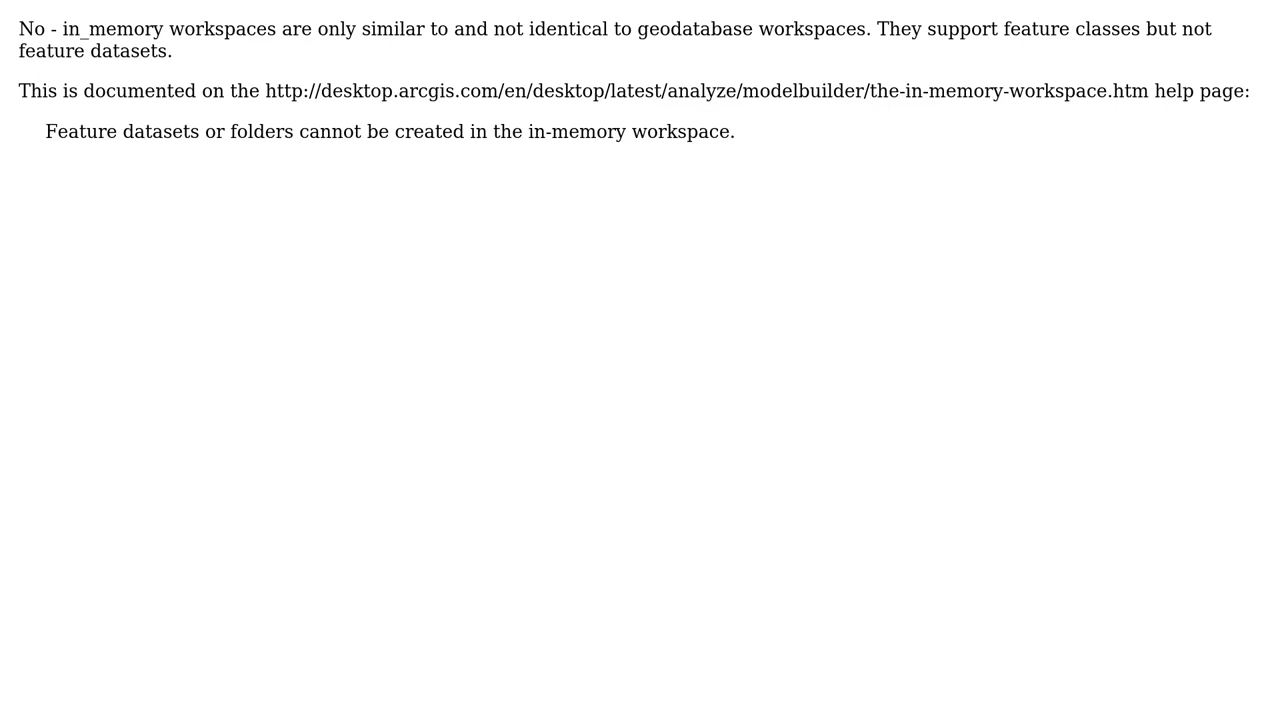 No - in_memory workspaces are only similar to and not identical to geodatabase workspaces. They support feature classes but not
feature datasets.
This is documented on the http://desktop.arcgis.com/en/desktop/latest/analyze/modelbuilder/the-in-memory-workspace.htm help page:
Feature datasets or folders cannot be created in the in-memory workspace.